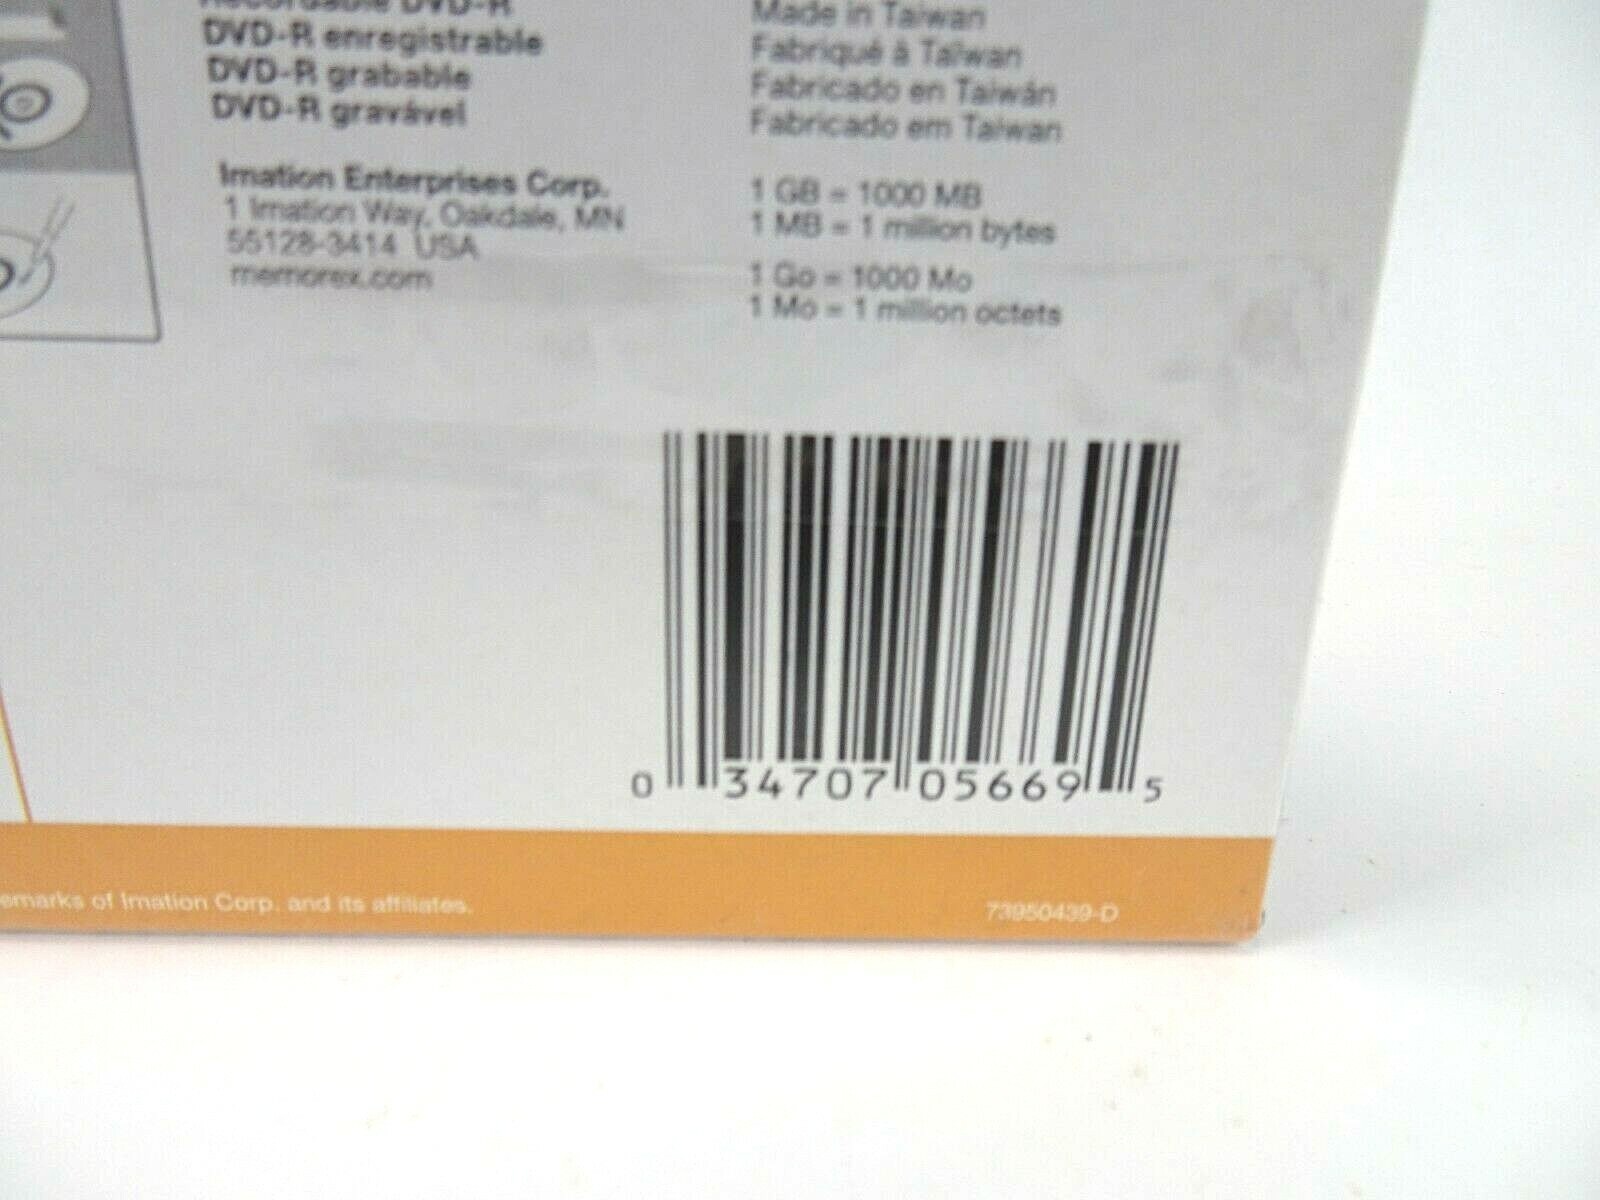 Recordable DVD-R
DVD-R enregistrable
DVD-R grabable
DVD-R gravável
Imation Enterprises Corp.
1 Imation Way, Oakdale, MN
55128-3414 USA
memorex.com
Made in Taiwan
Fabriqué à Taïwan
Fabricado en Taiwán
Fabricado em Taiwan
1 GB = 1000 MB
1 MB = 1 million bytes
1 Go = 1000 Mo
1 Mo = 1 million octets
0 34707 05669 5
emarks of Imation Corp. and its affiliates.
73950439-D